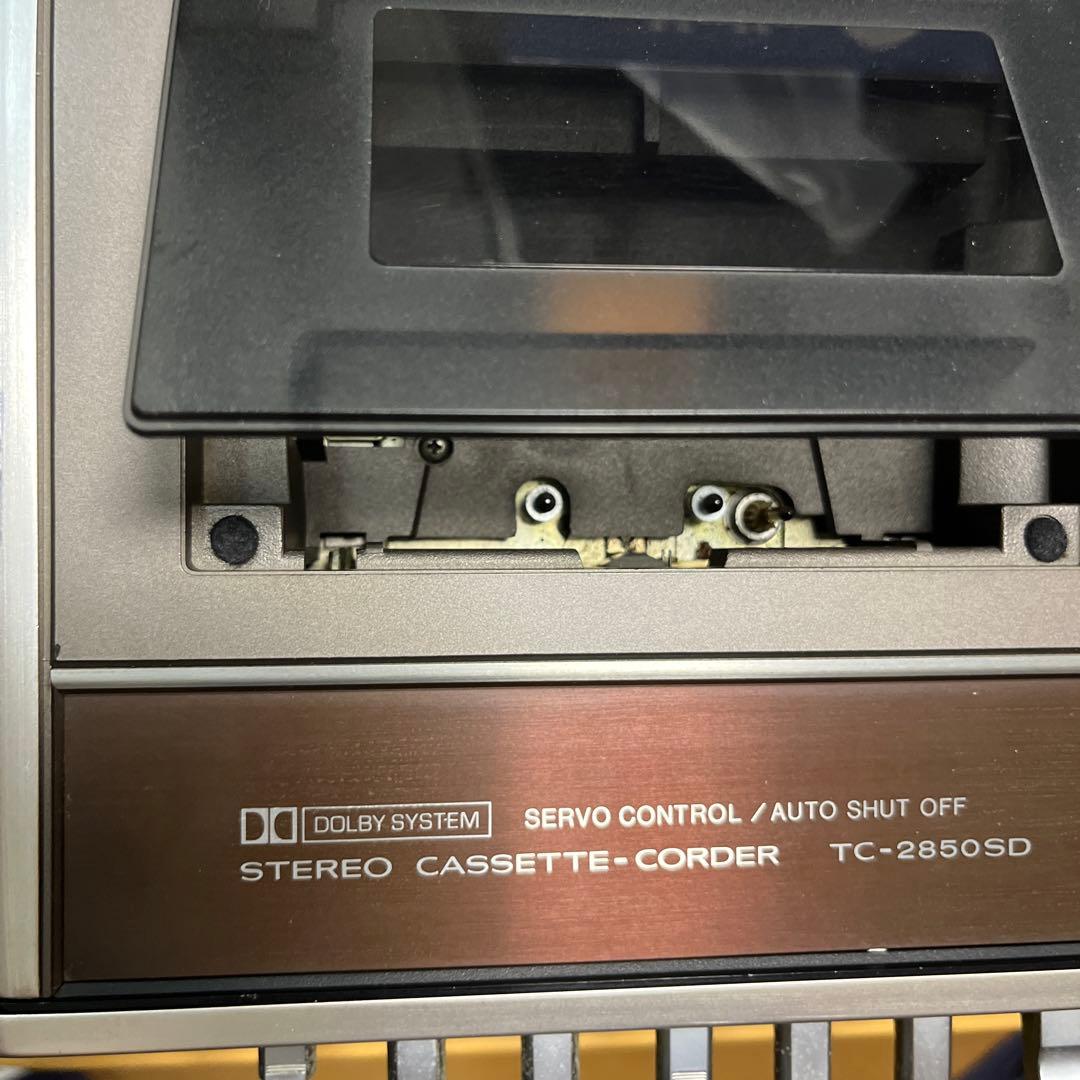 DOLBY SYSTEM SERVO CONTROL / AUTO SHUT OFF
STEREO CASSETTE-CORDER TC-2850SD